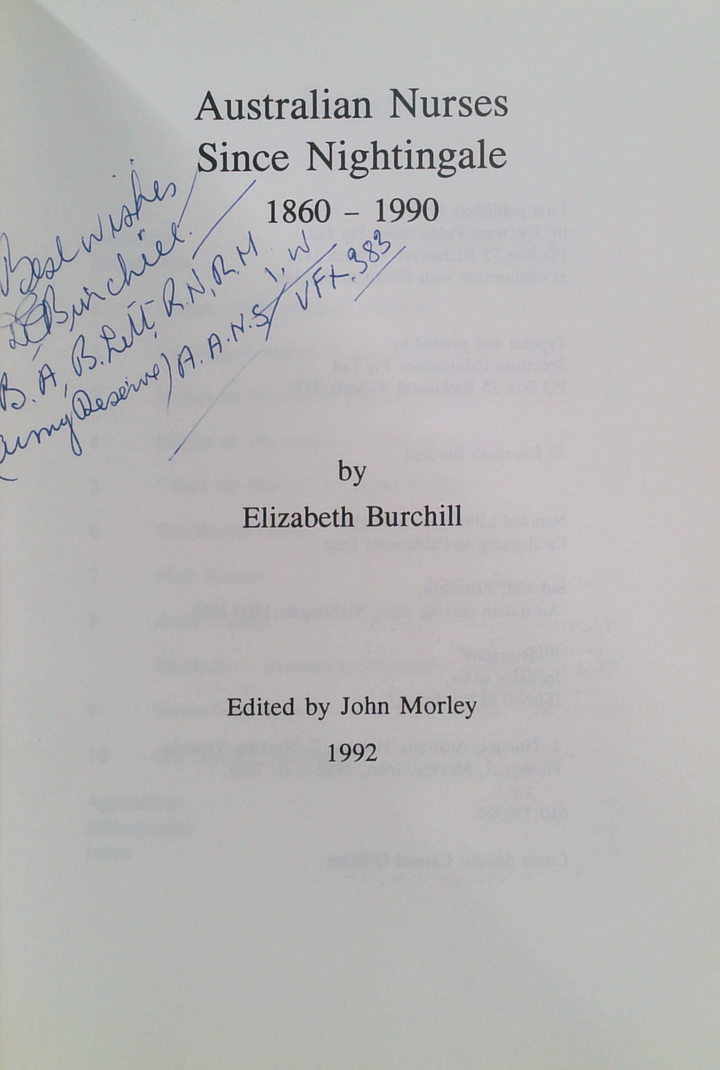 Australian Nurses
Since Nightingale
1860 – 1990
Best wishes
E Burchill.
B.A, B.Litt, R.N, R.M
(Army Reserve) A.A.N.S,
VFX.383
by
Elizabeth Burchill
Edited by John Morley
1992